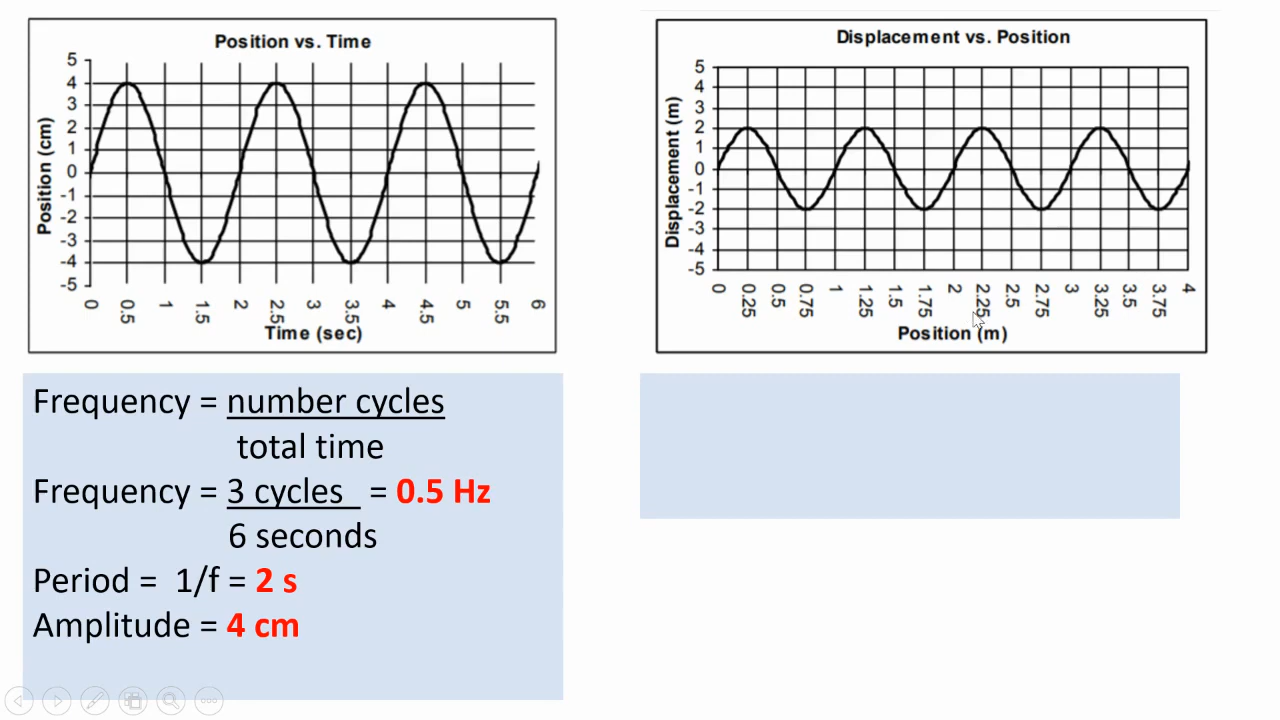 Position vs. Time
Position (cm)
5
4
3
2
1
0
-1
-2
-3
-4
-5
0 0.5 1 1.5 2 2.5 3 3.5 4 4.5 5 5.5 6
Time (sec)
Displacement vs. Position
Displacement (m)
5
4
3
2
1
0
-1
-2
-3
-4
-5
0 0.25 0.5 0.75 1 1.25 1.5 1.75 2 2.25 2.5 2.75 3 3.25 3.5 3.75 4
Position (m)
Frequency = number cycles
total time
Frequency = 3 cycles = 0.5 Hz
6 seconds
Period = 1/f = 2 s
Amplitude = 4 cm